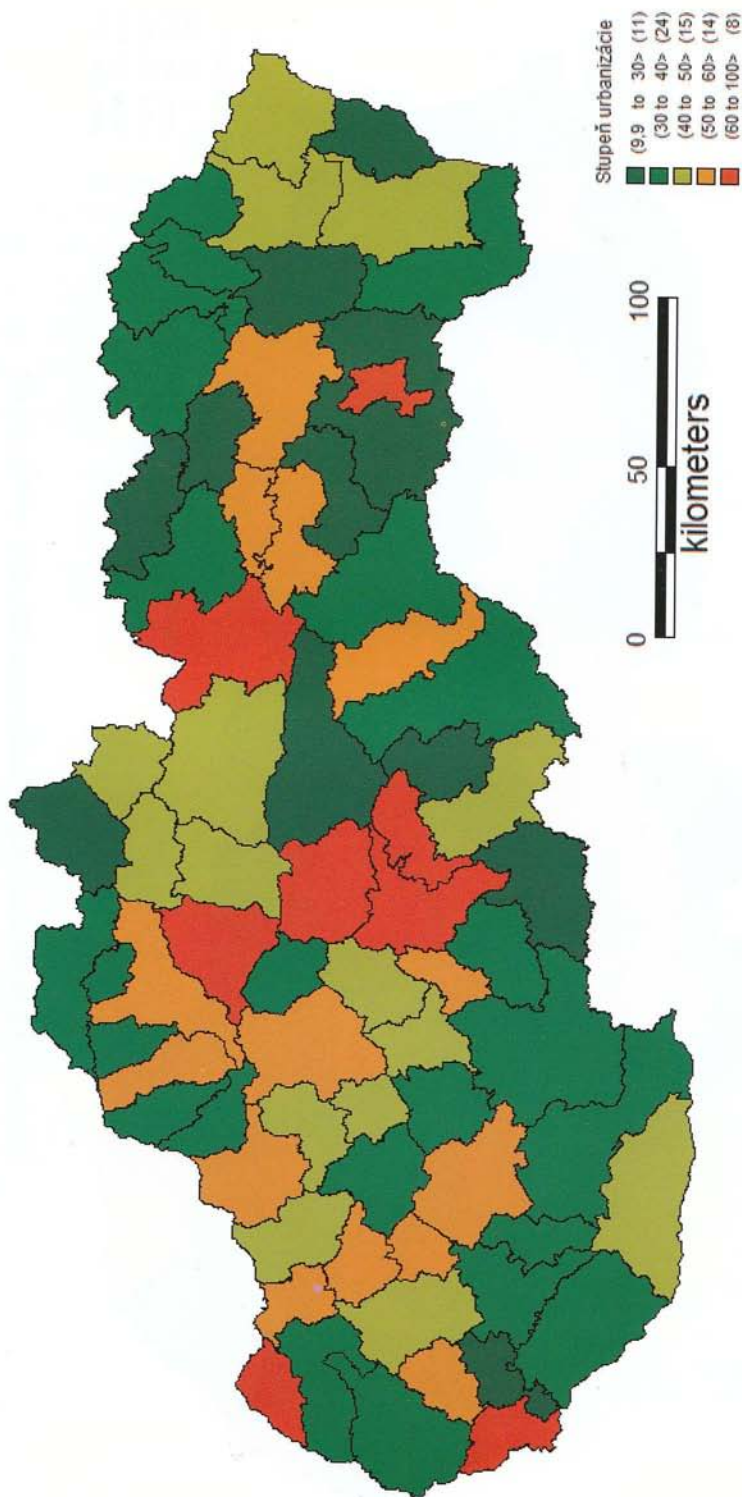 Stupeň urbanizácie
(9,9 to 30> (11)
(30 to 40> (24)
(40 to 50> (15)
(50 to 60> (14)
(60 to 100> (8)
0 50 100
kilometers